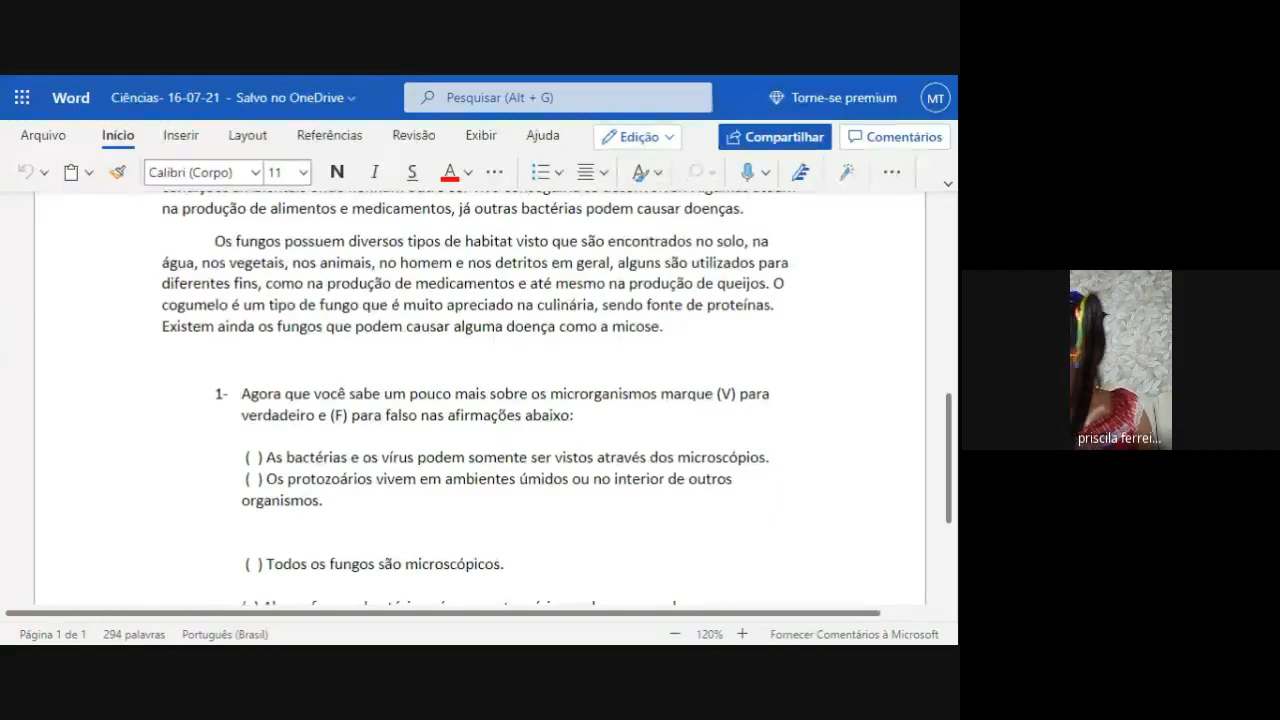 Word
Ciências- 16-07-21 - Salvo no OneDrive
Pesquisar (Alt + G)
Torne-se premium
MT
Arquivo
Início
Inserir
Layout
Referências
Revisão
Exibir
Ajuda
Edição
Compartilhar
Comentários
Calibri (Corpo)
11
N
I
S
A
na produção de alimentos e medicamentos, já outras bactérias podem causar doenças.
Os fungos possuem diversos tipos de habitat visto que são encontrados no solo, na
água, nos vegetais, nos animais, no homem e nos detritos em geral, alguns são utilizados para
diferentes fins, como na produção de medicamentos e até mesmo na produção de queijos. O
cogumelo é um tipo de fungo que é muito apreciado na culinária, sendo fonte de proteínas.
Existem ainda os fungos que podem causar alguma doença como a micose.
1- Agora que você sabe um pouco mais sobre os microrganismos marque (V) para
verdadeiro e (F) para falso nas afirmações abaixo:
( ) As bactérias e os vírus podem somente ser vistos através dos microscópios.
( ) Os protozoários vivem em ambientes úmidos ou no interior de outros
organismos.
( ) Todos os fungos são microscópicos.
Página 1 de 1
294 palavras
Português (Brasil)
120%
Fornecer Comentários à Microsoft
priscila ferrei...